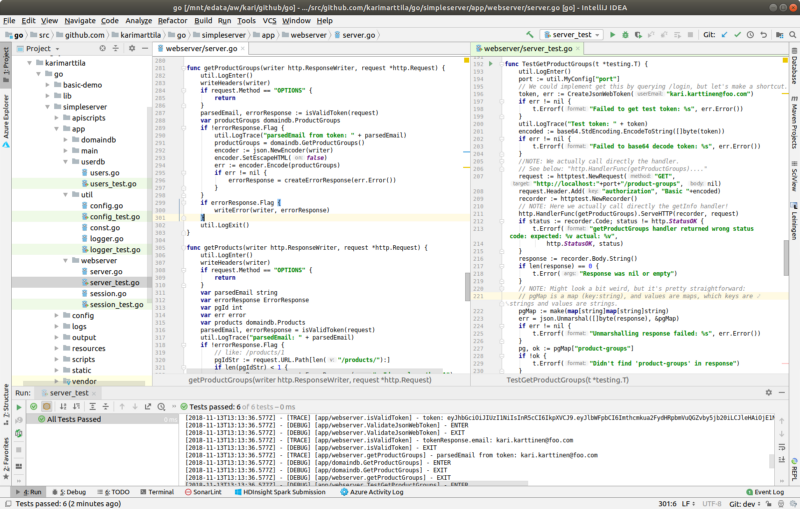 go [/mnt/edata/aw/kari/github/go] - .../src/github.com/karimarttila/go/simpleserver/app/webserver/server.go [go] - IntelliJ IDEA
File Edit View Navigate Code Analyze Refactor Build Run Tools VCS Window Help
go src github.com karimarttila go simpleserver app webserver server.go server_test Git:
Project
webserver/server.go
webserver/server_test.go
karimarttila
go
basic-demo
lib
simpleserver
apiscripts
app
domaindb
main
userdb
users.go
users_test.go
util
config.go
config_test.go
const.go
logger.go
logger_test.go
webserver
server.go
server_test.go
session.go
session_test.go
config
logs
output
resources
scripts
static
vendor
func getProductGroups(writer http.ResponseWriter, request *http.Request) {
util.LogEnter()
writeHeaders(writer)
if request.Method == "OPTIONS" {
return
}
parsedEmail, errorResponse := isValidToken(request)
var productGroups domaindb.ProductGroups
if !errorResponse.Flag {
util.LogTrace("parsedEmail from token: " + parsedEmail)
productGroups = domaindb.GetProductGroups()
encoder := json.NewEncoder(writer)
encoder.SetEscapeHTML( on: false)
err := encoder.Encode(productGroups)
if err != nil {
errorResponse = createErrorResponse(err.Error())
}
}
if errorResponse.Flag {
writeError(writer, errorResponse)
}
util.LogExit()
}
func getProducts(writer http.ResponseWriter, request *http.Request) {
util.LogEnter()
writeHeaders(writer)
if request.Method == "OPTIONS" {
return
}
var parsedEmail string
var errorResponse ErrorResponse
var pgId int
var err error
var products domaindb.Products
parsedEmail, errorResponse = isValidToken(request)
util.LogTrace("parsedEmail: " + parsedEmail)
if !errorResponse.Flag {
// like: /products/1
pgIdStr := request.URL.Path[len( v: "/products/"):]
if len(pgIdStr) < 1 {
getProductGroups(writer http.ResponseWriter, request *http.Request)
func TestGetProductGroups(t *testing.T) {
util.LogEnter()
port := util.MyConfig["port"]
// We could implement get this by querying /login, but let's make a shortcut.
token, err := CreateJsonWebToken( userEmail: "kari.karttinen@foo.com")
if err != nil {
t.Errorf( format: "Failed to get test token: %s", err.Error())
}
util.LogTrace("Test token: " + token)
encoded := base64.StdEncoding.EncodeToString([]byte(token))
if err != nil {
t.Errorf( format: "Failed to base64 decode token: %s", err.Error())
}
//NOTE: We actually call directly the handler.
// See below: "http.HandlerFunc(getProductGroups)...."
request := httptest.NewRequest( method: "GET",
target: "http://localhost:"+port+"/product-groups", body: nil)
request.Header.Add( key: "authorization", value: "Basic "+encoded)
recorder := httptest.NewRecorder()
// NOTE: Here we actually call directly the getInfo handler!
http.HandlerFunc(getProductGroups).ServeHTTP(recorder, request)
if status := recorder.Code; status != http.StatusOK {
t.Errorf( format: "getProductGroups handler returned wrong status
code: expected: %v actual: %v",
http.StatusOK, status)
}
response := recorder.Body.String()
if len(response) == 0 {
t.Error( args: "Response was nil or empty")
}
// NOTE: Might look a bit weird, but it's pretty straightforward:
// pgMap is a map (key:string), and values are maps, which keys are
strings and values are strings.
pgMap := make(map[string]map[string]string)
err = json.Unmarshal([]byte(response), &pgMap)
if err != nil {
t.Errorf( format: "Unmarshalling response failed: %s", err.Error())
}
pg, ok := pgMap["product-groups"]
if !ok {
t.Errorf( format: "Didn't find 'product-groups' in response")
}
TestGetProductGroups(t *testing.T)
Run: server_test
Tests passed: 6 of 6 tests – 0 ms
All Tests Passed
[2018-11-13T13:13:36.577Z] - [DEBUG] [app/webserver.ValidateJsonWebToken] - ENTER
[2018-11-13T13:13:36.577Z] - [DEBUG] [app/webserver.ValidateJsonWebToken] - EXIT
[2018-11-13T13:13:36.577Z] - [TRACE] [app/webserver.isValidToken] - tokenResponse.email: kari.karttinen@foo.com
[2018-11-13T13:13:36.577Z] - [DEBUG] [app/webserver.isValidToken] - EXIT
[2018-11-13T13:13:36.577Z] - [TRACE] [app/webserver.getProductGroups] - parsedEmail from token: kari.karttinen@foo.com
[2018-11-13T13:13:36.577Z] - [DEBUG] [app/domaindb.GetProductGroups] - ENTER
[2018-11-13T13:13:36.577Z] - [DEBUG] [app/domaindb.GetProductGroups] - EXIT
[2018-11-13T13:13:36.577Z] - [DEBUG] [app/webserver.getProductGroups] - EXIT
4: Run 5: Debug 6: TODO Terminal SonarLint HDInsight Spark Submission Azure Activity Log Event Log
Tests passed: 6 (2 minutes ago) 301:6 LF UTF-8 Git: dev
1: Project
Azure Explorer
2: Structure
2: Favorites
Database
Maven Projects
SciView
Leiningen
REPL